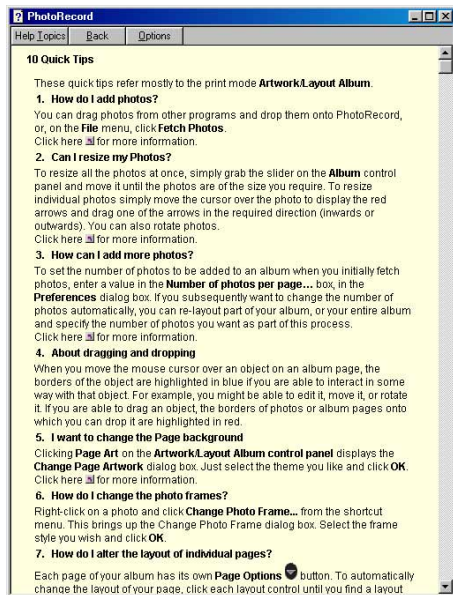 PhotoRecord
Help Topics Back Options
10 Quick Tips
These quick tips refer mostly to the print mode Artwork/Layout Album.
1. How do I add photos?
You can drag photos from other programs and drop them onto PhotoRecord,
or, on the File menu, click Fetch Photos.
Click here for more information.
2. Can I resize my Photos?
To resize all the photos at once, simply grab the slider on the Album control
panel and move it until the photos are of the size you require. To resize
individual photos simply move the cursor over the photo to display the red
arrows and drag one of the arrows in the required direction (inwards or
outwards). You can also rotate photos.
Click here for more information.
3. How can I add more photos?
To set the number of photos to be added to an album when you initially fetch
photos, enter a value in the Number of photos per page... box, in the
Preferences dialog box. If you subsequently want to change the number of
photos automatically, you can re-layout part of your album, or your entire album
and specify the number of photos you want as part of this process.
Click here for more information.
4. About dragging and dropping
When you move the mouse cursor over an object on an album page, the
borders of the object are highlighted in blue if you are able to interact in some
way with that object. For example, you might be able to edit it, move it, or rotate
it. If you are able to drag an object, the borders of photos or album pages onto
which you can drop it are highlighted in red.
5. I want to change the Page background
Clicking Page Art on the Artwork/Layout Album control panel displays the
Change Page Artwork dialog box. Just select the theme you like and click OK.
Click here for more information.
6. How do I change the photo frames?
Right-click on a photo and click Change Photo Frame... from the shortcut
menu. This brings up the Change Photo Frame dialog box. Select the frame
style you wish and click OK.
7. How do I alter the layout of individual pages?
Each page of your album has its own Page Options button. To automatically
change the layout of your page, click each layout control until you find a layout